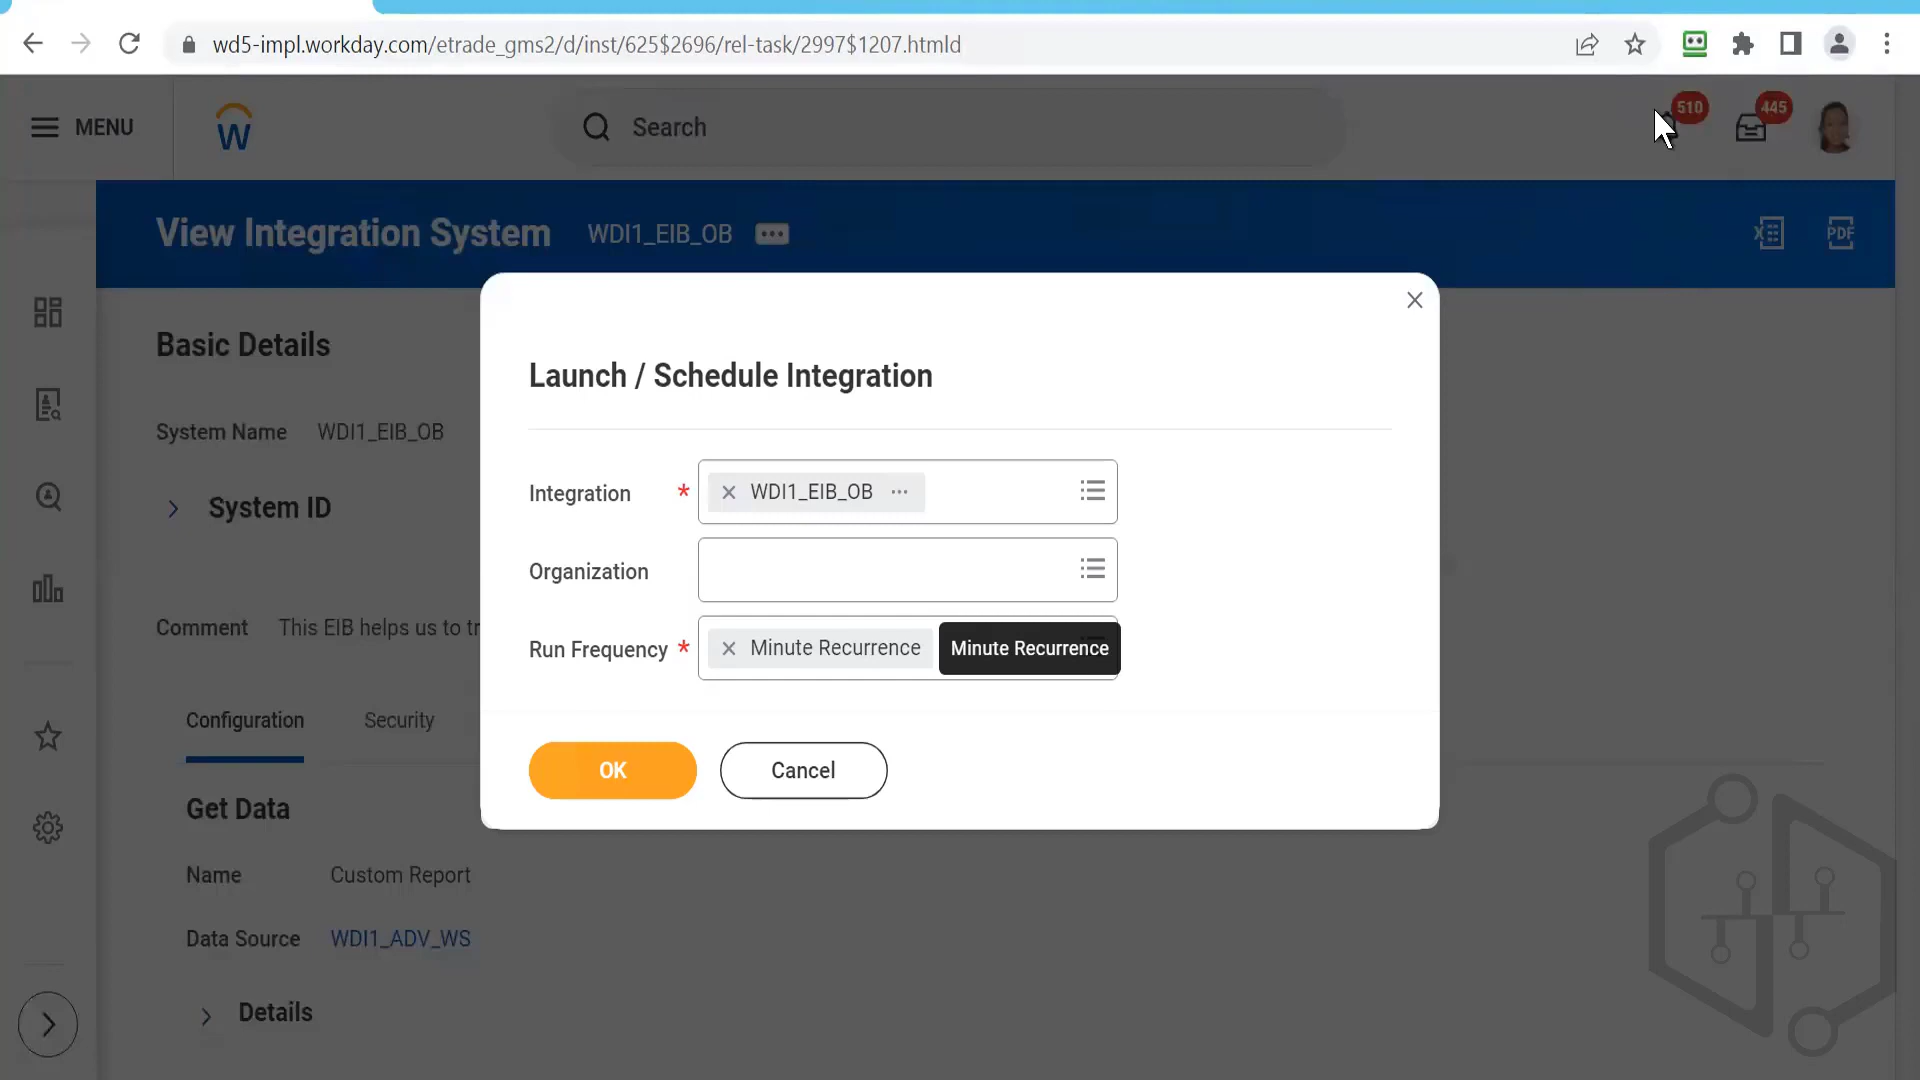 wd5-impl.workday.com/etrade_gms2/d/inst/625$2696/rel-task/2997$1207.htmld
MENU
Search
510
445
View Integration System WDI1_EIB_OB
PDF
Basic Details
System Name WDI1_EIB_OB
System ID
Comment This EIB helps us to tr
Configuration Security
Get Data
Name Custom Report
Data Source WDI1_ADV_WS
Details
Launch / Schedule Integration
Integration * WDI1_EIB_OB
Organization
Run Frequency * Minute Recurrence Minute Recurrence
OK Cancel